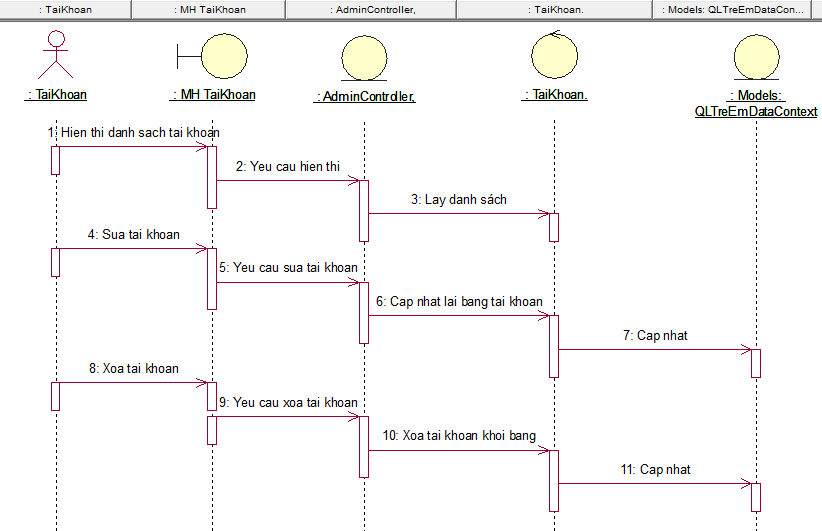 : TaiKhoan
: MH TaiKhoan
: AdminController,
: TaiKhoan.
: Models: QLTreEmDataCon...
: TaiKhoan
: MH TaiKhoan
: AdminController,
: TaiKhoan.
: Models:
QLTreEmDataContext
1: Hien thi danh sach tai khoan
2: Yeu cau hien thi
3: Lay danh sách
4: Sua tai khoan
5: Yeu cau sua tai khoan
6: Cap nhat lai bang tai khoan
7: Cap nhat
8: Xoa tai khoan
9: Yeu cau xoa tai khoan
10: Xoa tai khoan khoi bang
11: Cap nhat